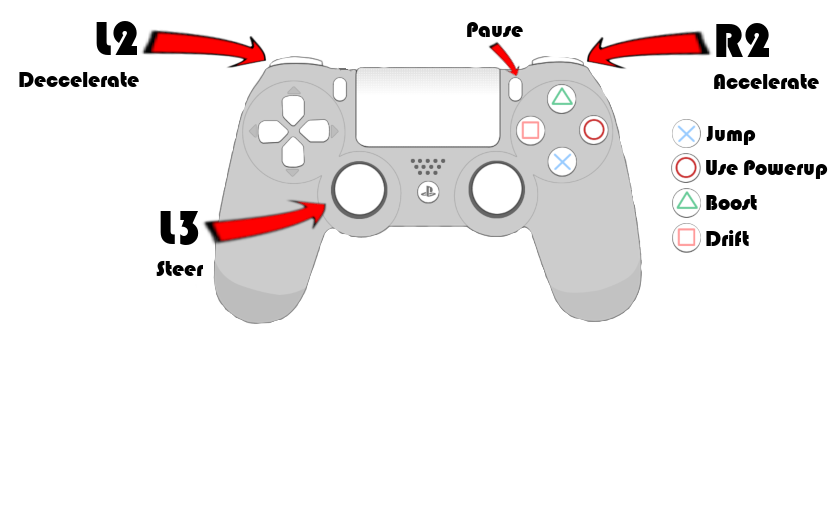 L2
Deccelerate
Pause
R2
Accelerate
Jump
Use Powerup
Boost
Drift
L3
Steer